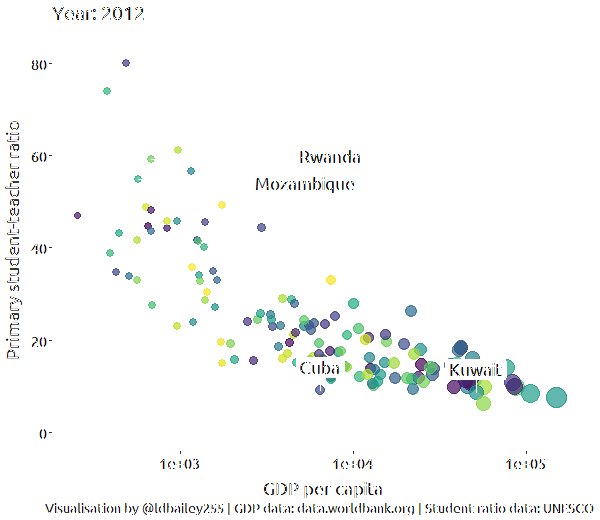 Year: 2012
Primary student-teacher ratio
80
60
40
20
0
Rwanda
Mozambique
Cuba
Kuwait
1e+03
1e+04
1e+05
GDP per capita
Visualisation by @ldbailey255 | GDP data: data.worldbank.org | Student ratio data: UNESCO